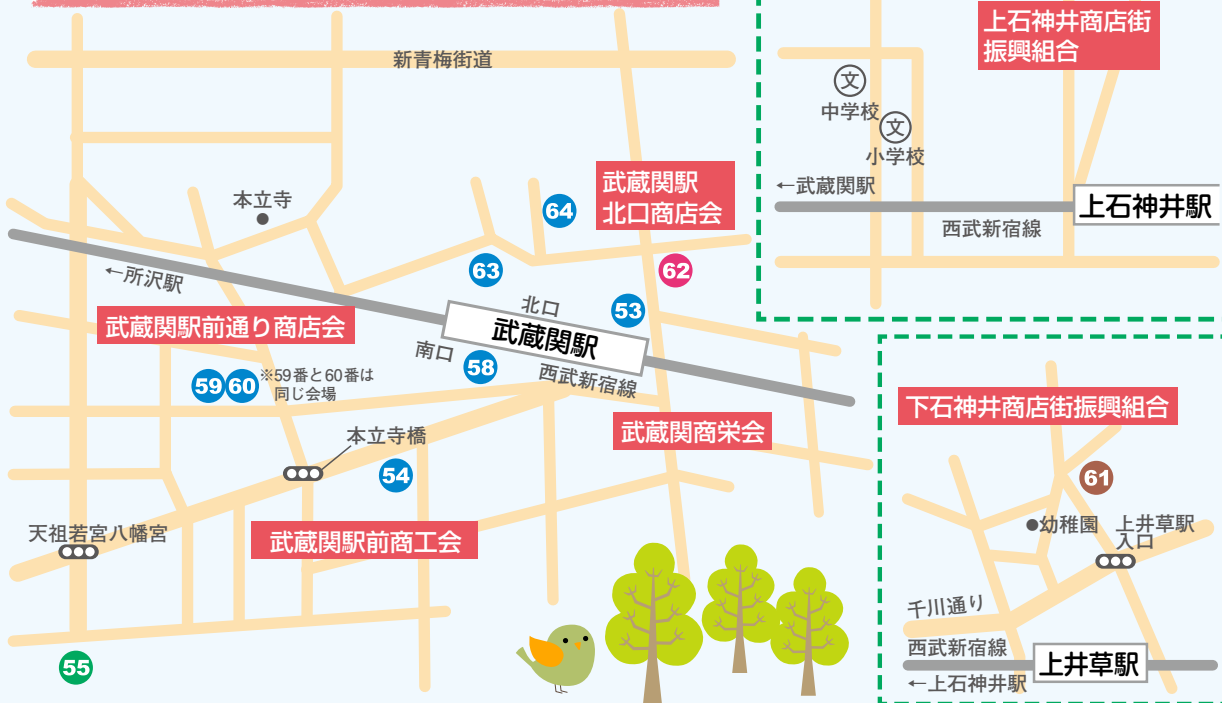 新青梅街道
本立寺
64
武蔵関駅
北口商店会
63
62
←所沢駅
53
北口
武蔵関駅
南口
西武新宿線
武蔵関駅前通り商店会
58
59
60
※59番と60番は
同じ会場
武蔵関商栄会
本立寺橋
54
天祖若宮八幡宮
武蔵関駅前商工会
55
上石神井商店街
振興組合
文
中学校
文
小学校
←武蔵関駅
上石神井駅
西武新宿線
下石神井商店街振興組合
61
幼稚園
上井草駅
入口
千川通り
西武新宿線
上井草駅
←上石神井駅